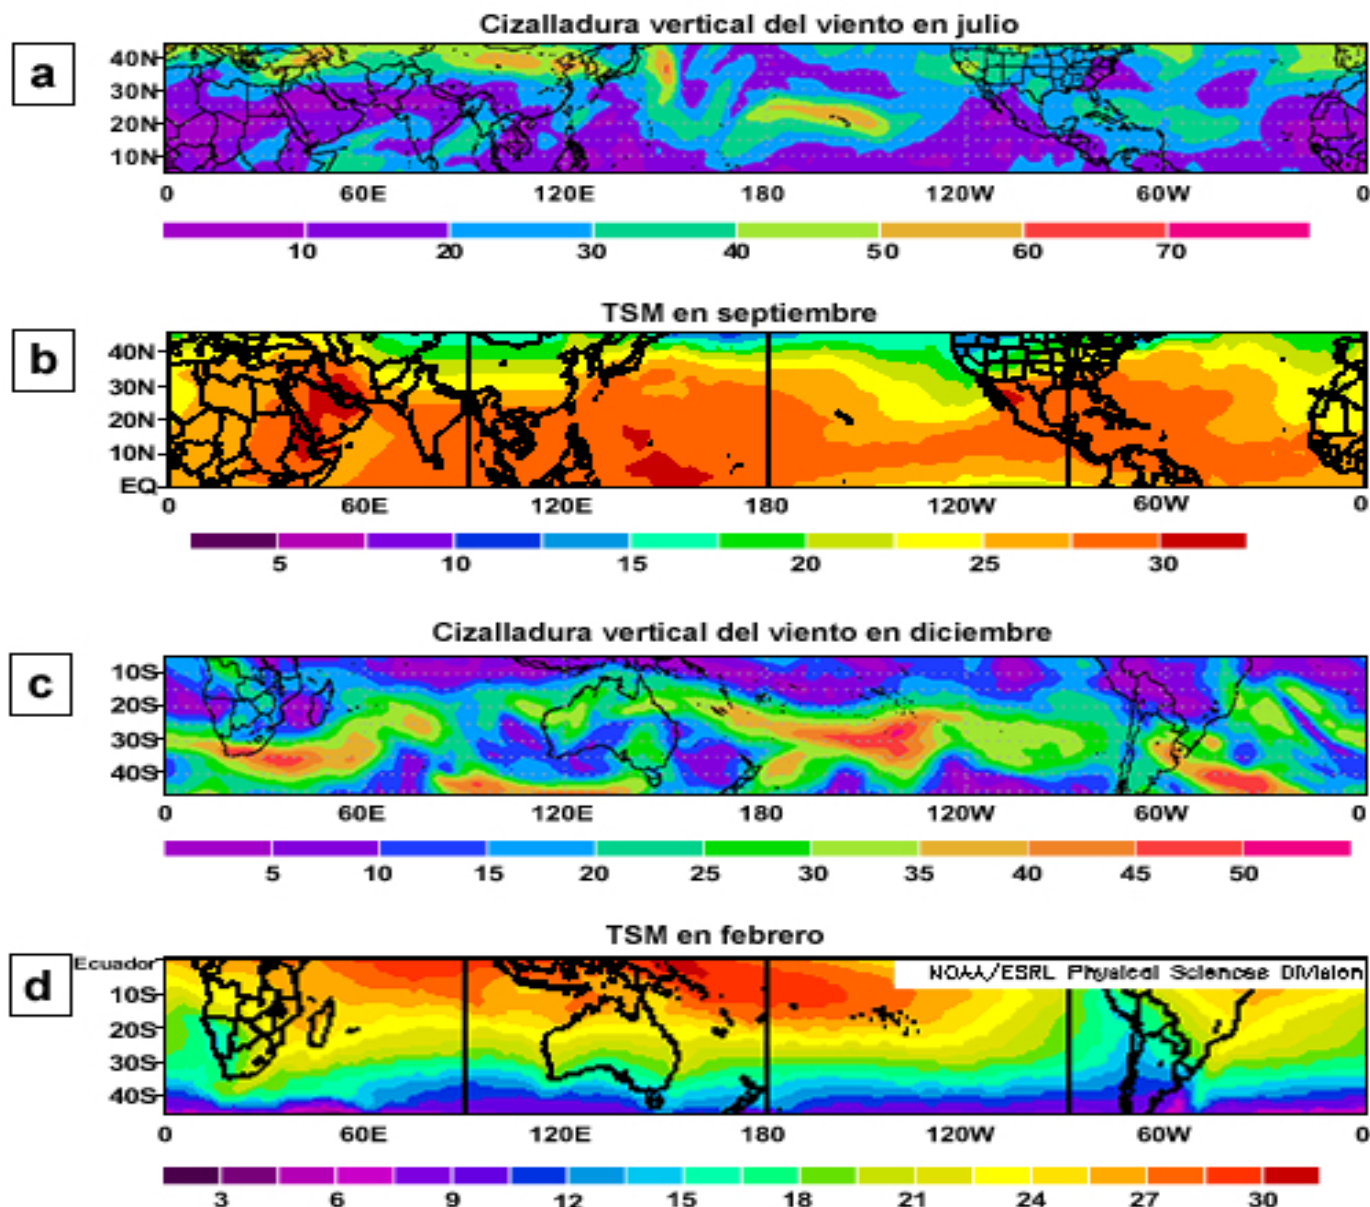 Cizalladura vertical del viento en julio
a
40N
30N
20N
10N
0 60E 120E 180 120W 60W 0
10 20 30 40 50 60 70
TSM en septiembre
b
40N
30N
20N
10N
EQ
0 60E 120E 180 120W 60W 0
5 10 15 20 25 30
Cizalladura vertical del viento en diciembre
c
10S
20S
30S
40S
0 60E 120E 180 120W 60W 0
5 10 15 20 25 30 35 40 45 50
TSM en febrero
d
Ecuador
NOAA/ESRL Physical Sciences Division
10S
20S
30S
40S
0 60E 120E 180 120W 60W 0
3 6 9 12 15 18 21 24 27 30